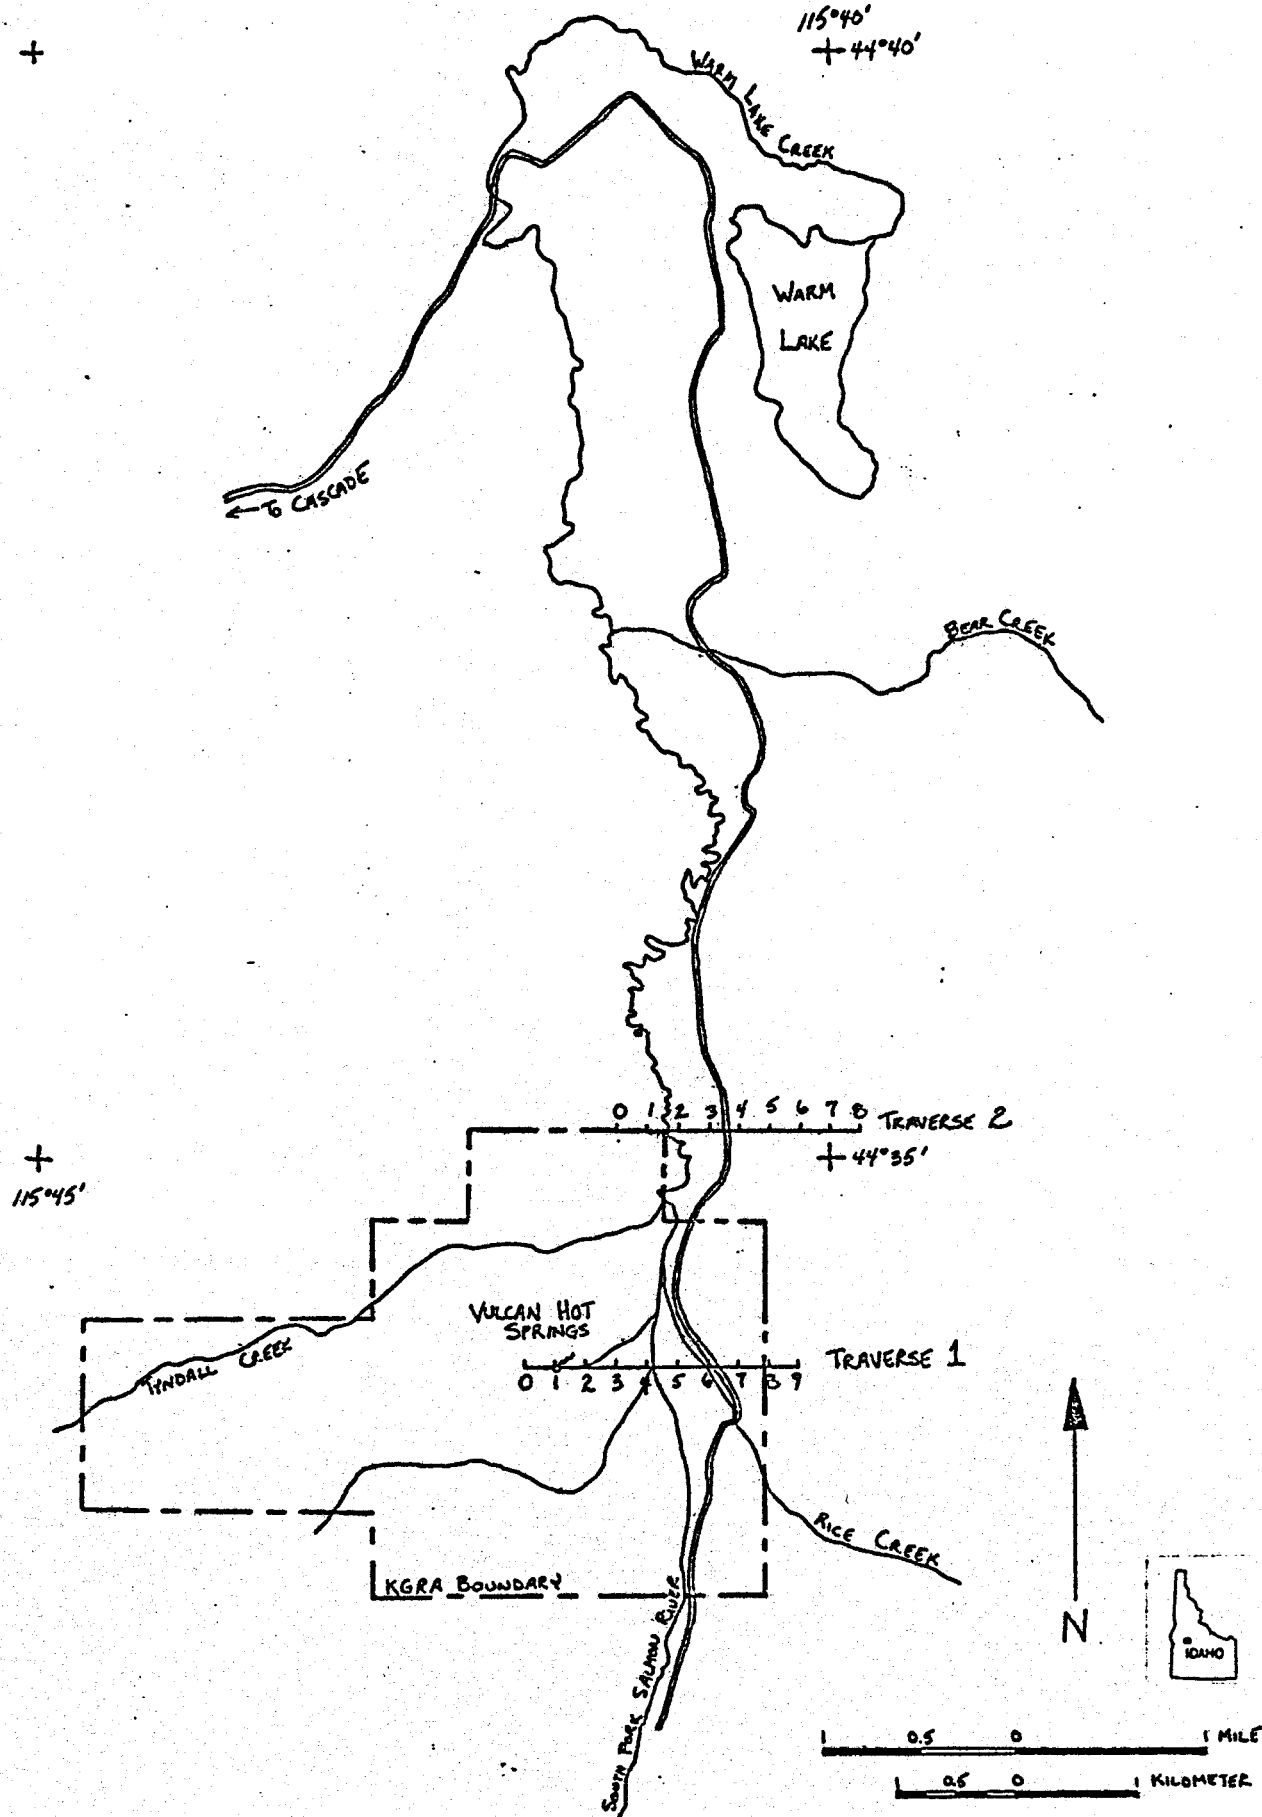 115°40'
44°40'
WARM LAKE CREEK
WARM
LAKE
← TO CASCADE
BEAR CREEK
0 1 2 3 4 5 6 7 8 TRAVERSE 2
44°35'
115°45'
VULCAN HOT
SPRINGS
TYNDALL CREEK
TRAVERSE 1
0 1 2 3 4 5 6 7 8 9
RICE CREEK
KGRA BOUNDARY
SOUTH FORK SALMON RIVER
N
IDAHO
1 0.5 0 1 MILE
1 0.5 0 1 KILOMETER